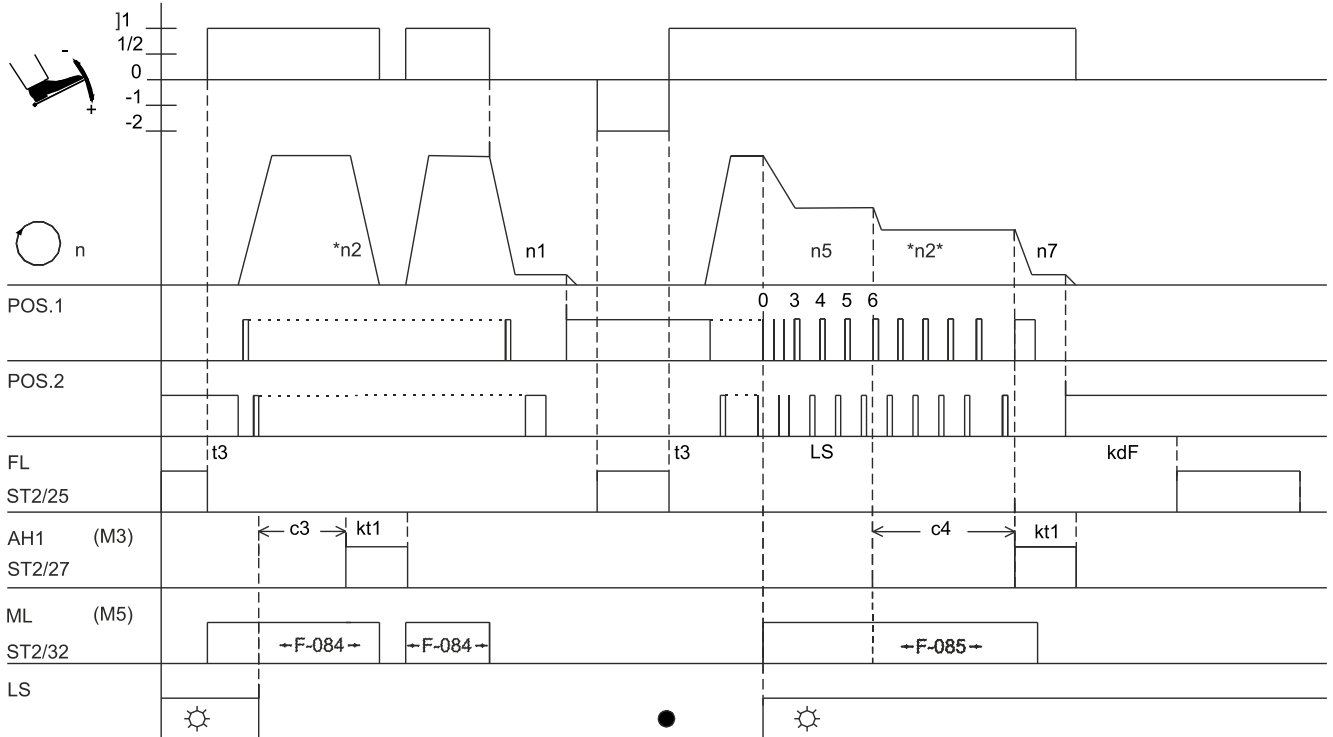 ]1
1/2
0
-1
-2
-
+
n
*n2
n1
n5
*n2*
n7
POS.1
0 3 4 5 6
POS.2
FL
ST2/25
t3
t3
LS
kdF
AH1 (M3)
ST2/27
c3
kt1
c4
kt1
ML (M5)
ST2/32
F-084
F-084
F-085
LS